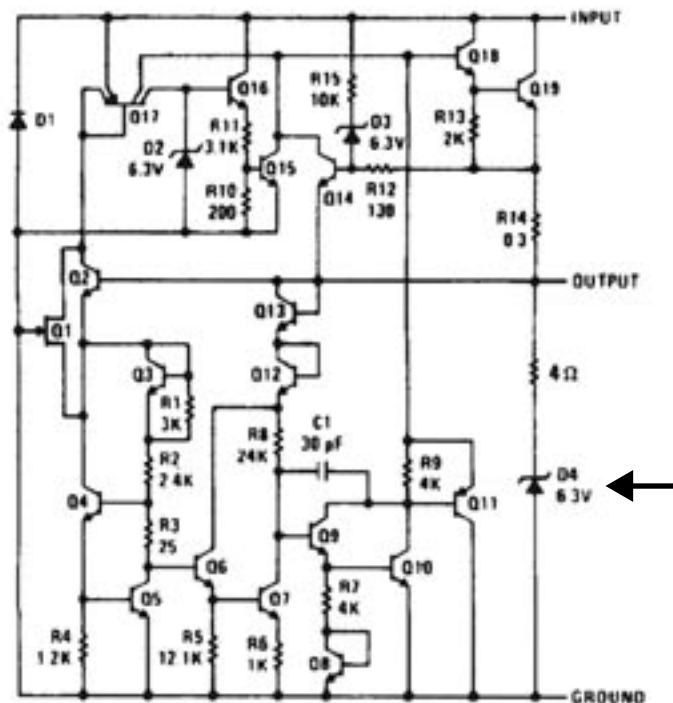 INPUT
Q18
Q16
R15
10K
Q19
D1
Q17
R11
3.1K
D3
6.3V
R13
2K
D2
6.3V
Q15
R10
200
Q14
R12
130
R14
0.3
Q2
OUTPUT
Q1
Q13
Q3
Q12
4Ω
R1
3K
C1
30 pF
R8
24K
R2
2.4K
R9
4K
D4
6.3V
Q4
Q11
R3
25
Q9
Q6
Q10
Q5
Q7
R7
4K
R4
1.2K
R5
12.1K
R6
1K
Q8
GROUND